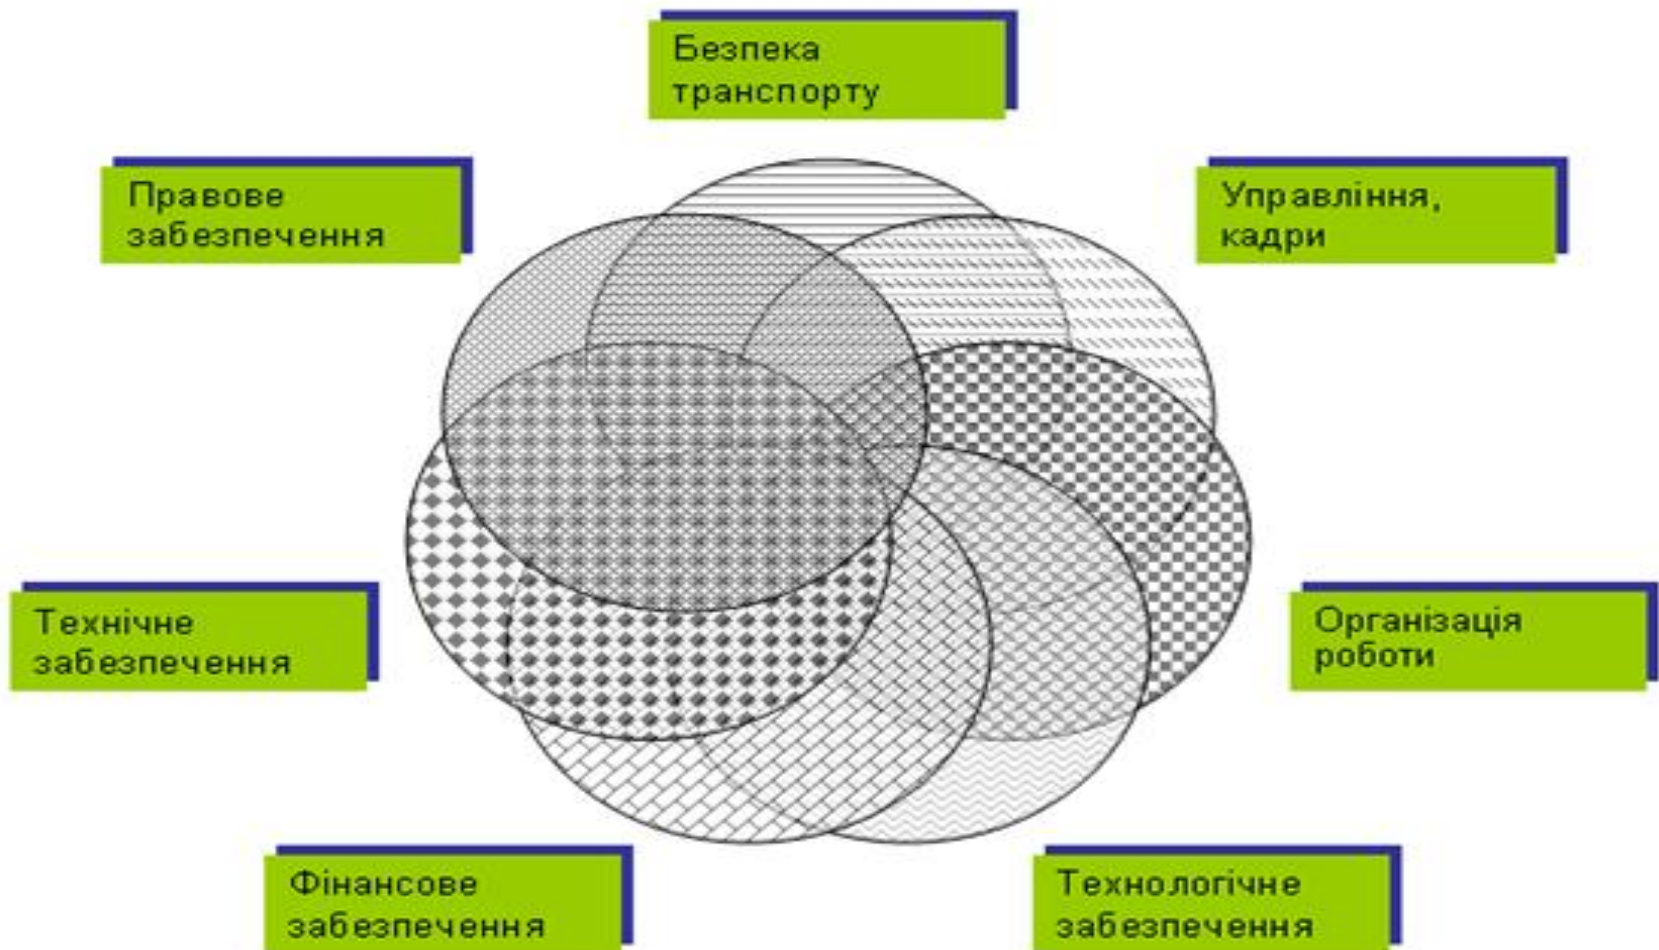 Безпека
транспорту
Правове
забезпечення
Управління,
кадри
Технічне
забезпечення
Організація
роботи
Фінансове
забезпечення
Технологічне
забезпечення